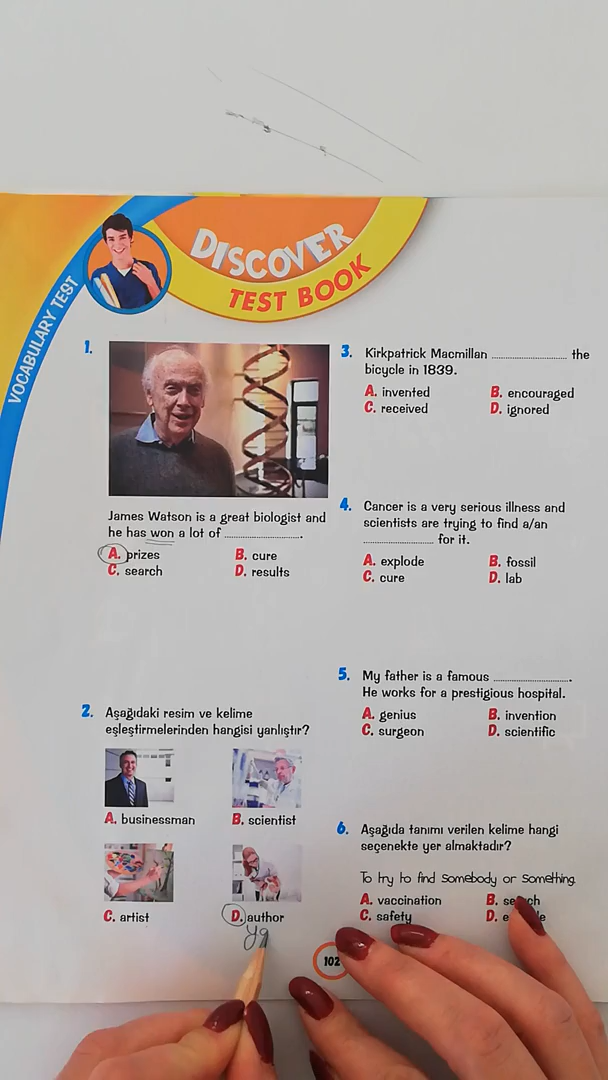 VOCABULARY TEST
DISCOVER
TEST BOOK
1.
James Watson is a great biologist and
he has won a lot of ....................
A. prizes B. cure
C. search D. results
2. Aşağıdaki resim ve kelime
eşleştirmelerinden hangisi yanlıştır?
A. businessman B. scientist
C. artist D. author
ya
3. Kirkpatrick Macmillan .................... the
bicycle in 1839.
A. invented B. encouraged
C. received D. ignored
4. Cancer is a very serious illness and
scientists are trying to find a/an
.................... for it.
A. explode B. fossil
C. cure D. lab
5. My father is a famous ....................
He works for a prestigious hospital.
A. genius B. invention
C. surgeon D. scientific
6. Aşağıda tanımı verilen kelime hangi
seçenekte yer almaktadır?
To try to find somebody or something.
A. vaccination B.
C. safety D.
102